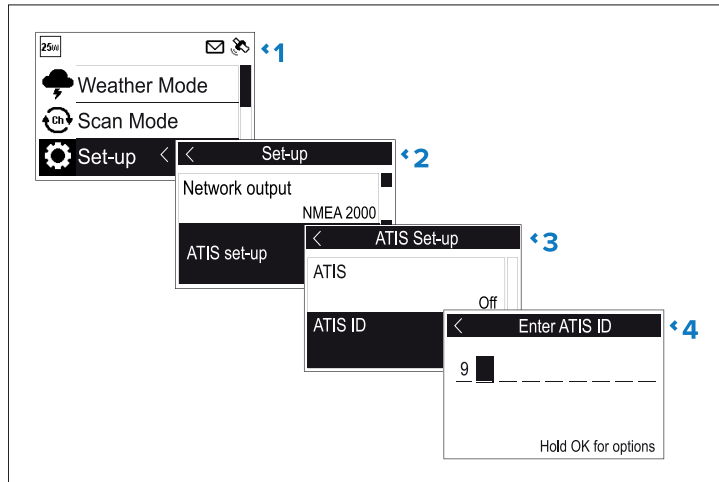 25W
1
Weather Mode
Ch
Scan Mode
Set-up <
< Set-up
2
Network output
NMEA 2000
ATIS set-up
< ATIS Set-up
3
ATIS
Off
ATIS ID
< Enter ATIS ID
4
9 _ _ _ _ _ _ _ _
Hold OK for options